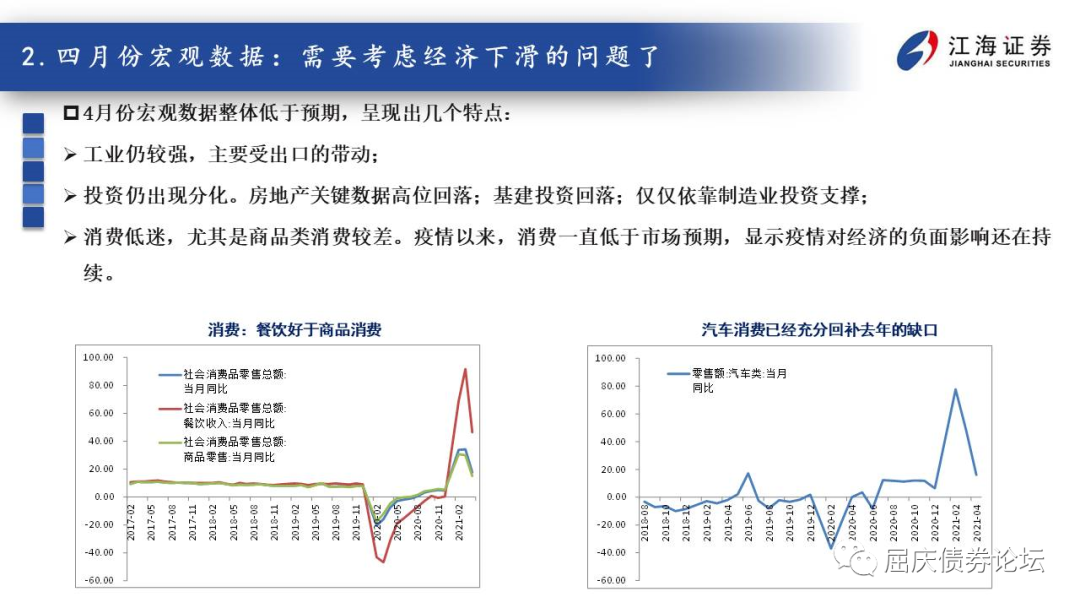 2. 四月份宏观数据：需要考虑经济下滑的问题了
江海证券
JIANGHAI SECURITIES
4月份宏观数据整体低于预期，呈现出几个特点：
工业仍较强，主要受出口的带动；
投资仍出现分化。房地产关键数据高位回落；基建投资回落；仅仅依靠制造业投资支撑；
消费低迷，尤其是商品类消费较差。疫情以来，消费一直低于市场预期，显示疫情对经济的负面影响还在持
续。
消费：餐饮好于商品消费
100.00
80.00
60.00
40.00
20.00
0.00
-20.00
-40.00
-60.00
社会消费品零售总额:
当月同比
社会消费品零售总额:
餐饮收入:当月同比
社会消费品零售总额:
商品零售:当月同比
2017-02
2017-05
2017-08
2017-11
2018-02
2018-05
2018-08
2018-11
2019-02
2019-05
2019-08
2019-11
2020-02
2020-05
2020-08
2020-11
2021-02
汽车消费已经充分回补去年的缺口
100.00
80.00
60.00
40.00
20.00
0.00
-20.00
-40.00
-60.00
零售额:汽车类:当月
同比
2018-08
2018-10
2018-12
2019-02
2019-04
2019-06
2019-08
2019-10
2019-12
2020-02
2020-04
2020-06
2020-08
2020-10
2020-12
2021-02
2021-04
屈庆债券论坛